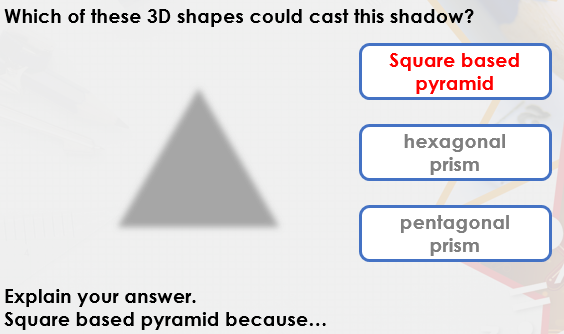 Which of these 3D shapes could cast this shadow?
Square based
pyramid
hexagonal
prism
pentagonal
prism
Explain your answer.
Square based pyramid because...